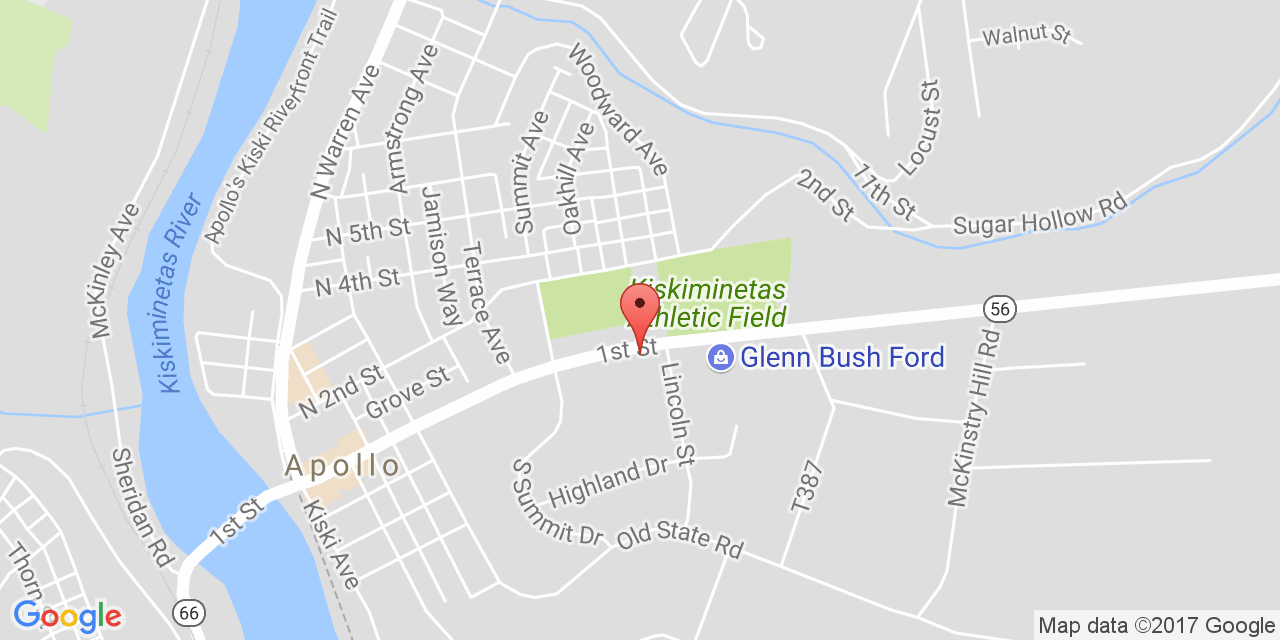 Walnut St
Woodward Ave
Apollo's Kiski Riverfront Trail
N Warren Ave
Armstrong Ave
Locust St
Summit Ave
Oakhill Ave
17th St
2nd St
Sugar Hollow Rd
McKinley Ave
Kiskiminetas River
Jamison Way
N 5th St
Terrace Ave
N 4th St
Kiskiminetas
Athletic Field
56
1st St
Glenn Bush Ford
N 2nd St
Grove St
Lincoln St
McKinstry Hill Rd
Apollo
Sheridan Rd
S Summit Dr
Highland Dr
T387
1st St
Kiski Ave
Old State Rd
66
Google
Map data ©2017 Google